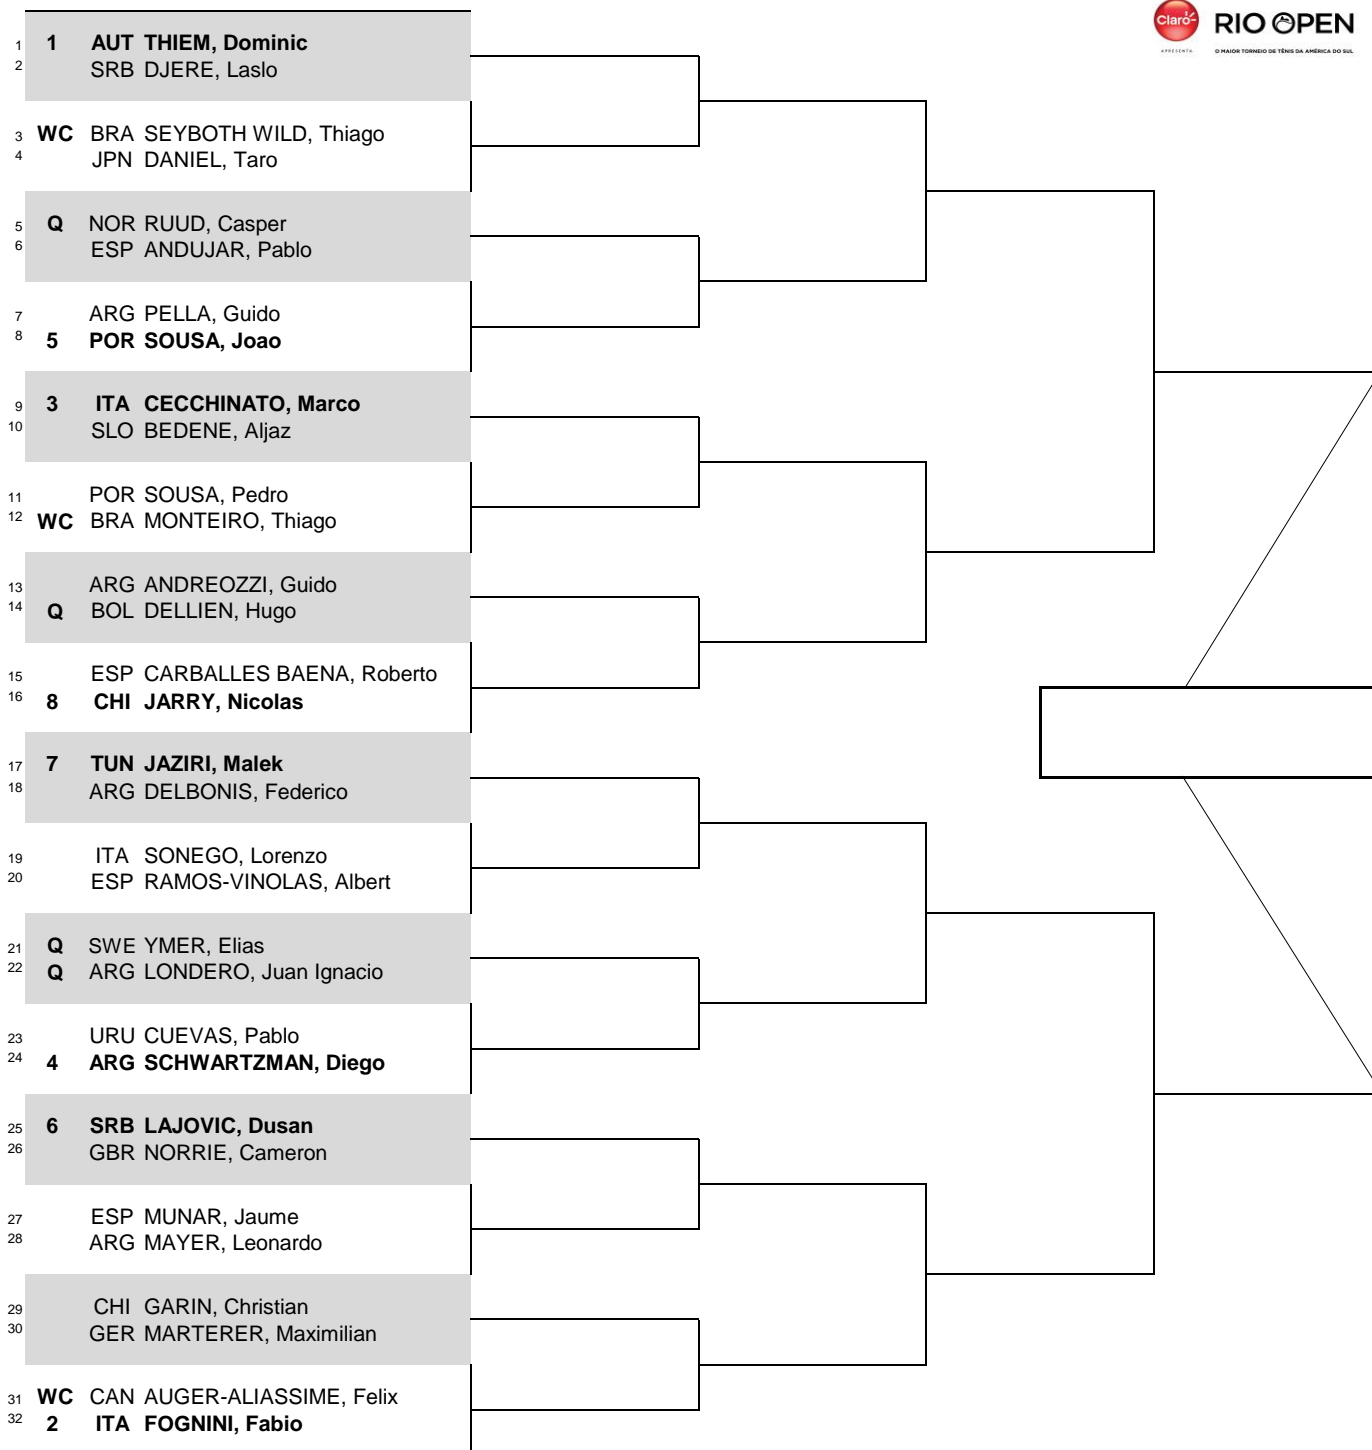 Claro
APRESENTA
RIO OPEN
O MAIOR TORNEIO DE TÊNIS DA AMÉRICA DO SUL
1 1 AUT THIEM, Dominic
2 SRB DJERE, Laslo
3 WC BRA SEYBOTH WILD, Thiago
4 JPN DANIEL, Taro
5 Q NOR RUUD, Casper
6 ESP ANDUJAR, Pablo
7 ARG PELLA, Guido
8 5 POR SOUSA, Joao
9 3 ITA CECCHINATO, Marco
10 SLO BEDENE, Aljaz
11 POR SOUSA, Pedro
12 WC BRA MONTEIRO, Thiago
13 ARG ANDREOZZI, Guido
14 Q BOL DELLIEN, Hugo
15 ESP CARBALLES BAENA, Roberto
16 8 CHI JARRY, Nicolas
17 7 TUN JAZIRI, Malek
18 ARG DELBONIS, Federico
19 ITA SONEGO, Lorenzo
20 ESP RAMOS-VINOLAS, Albert
21 Q SWE YMER, Elias
22 Q ARG LONDERO, Juan Ignacio
23 URU CUEVAS, Pablo
24 4 ARG SCHWARTZMAN, Diego
25 6 SRB LAJOVIC, Dusan
26 GBR NORRIE, Cameron
27 ESP MUNAR, Jaume
28 ARG MAYER, Leonardo
29 CHI GARIN, Christian
30 GER MARTERER, Maximilian
31 WC CAN AUGER-ALIASSIME, Felix
32 2 ITA FOGNINI, Fabio